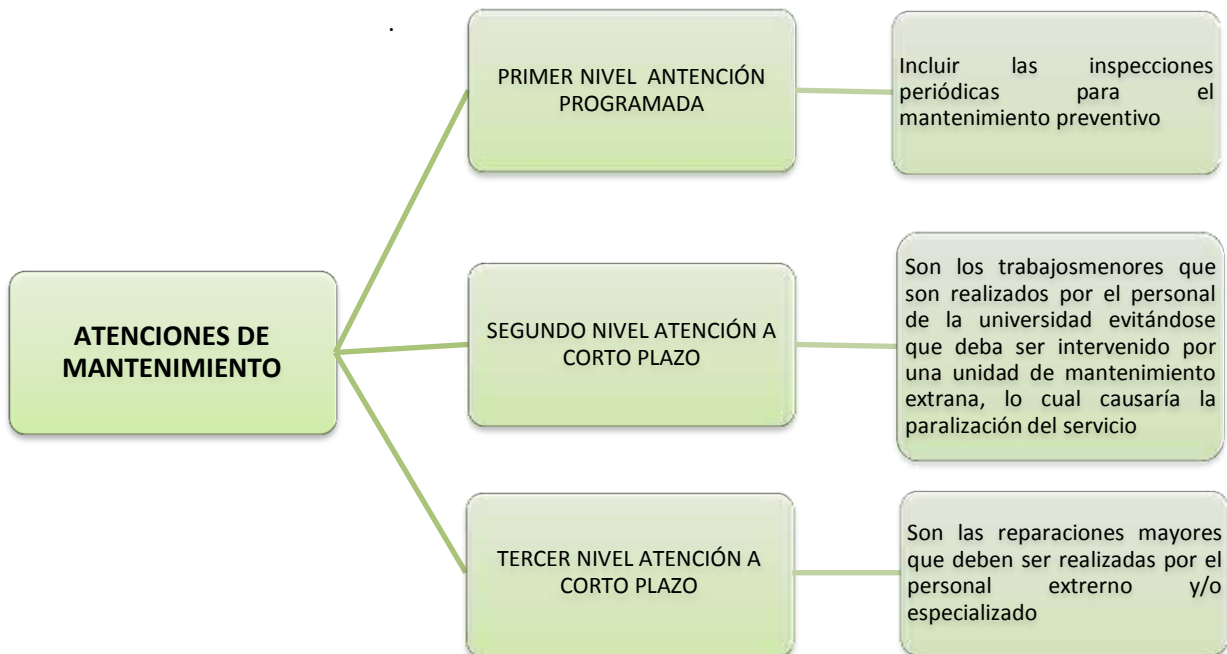 .
PRIMER NIVEL ANTENCIÓN
PROGRAMADA
Incluir las inspecciones
periódicas para el
mantenimiento preventivo
ATENCIONES DE
MANTENIMIENTO
SEGUNDO NIVEL ATENCIÓN A
CORTO PLAZO
Son los trabajosmenores que
son realizados por el personal
de la universidad evitándose
que deba ser intervenido por
una unidad de mantenimiento
extrana, lo cual causaría la
paralización del servicio
TERCER NIVEL ATENCIÓN A
CORTO PLAZO
Son las reparaciones mayores
que deben ser realizadas por el
personal extrerno y/o
especializado